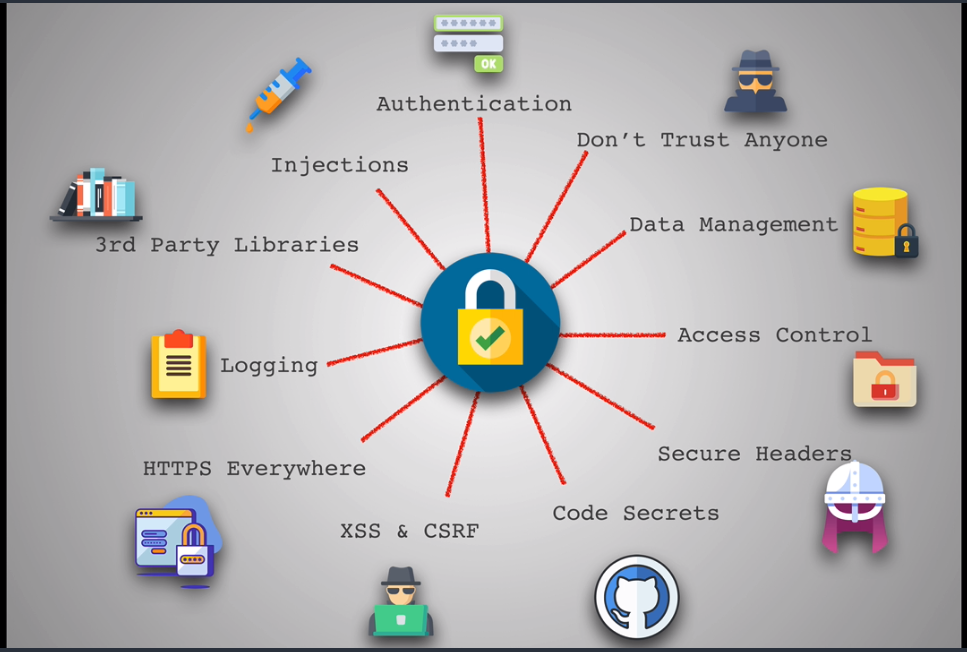 OK
Authentication
Don't Trust Anyone
Injections
Data Management
3rd Party Libraries
Access Control
Logging
Secure Headers
HTTPS Everywhere
Code Secrets
XSS & CSRF